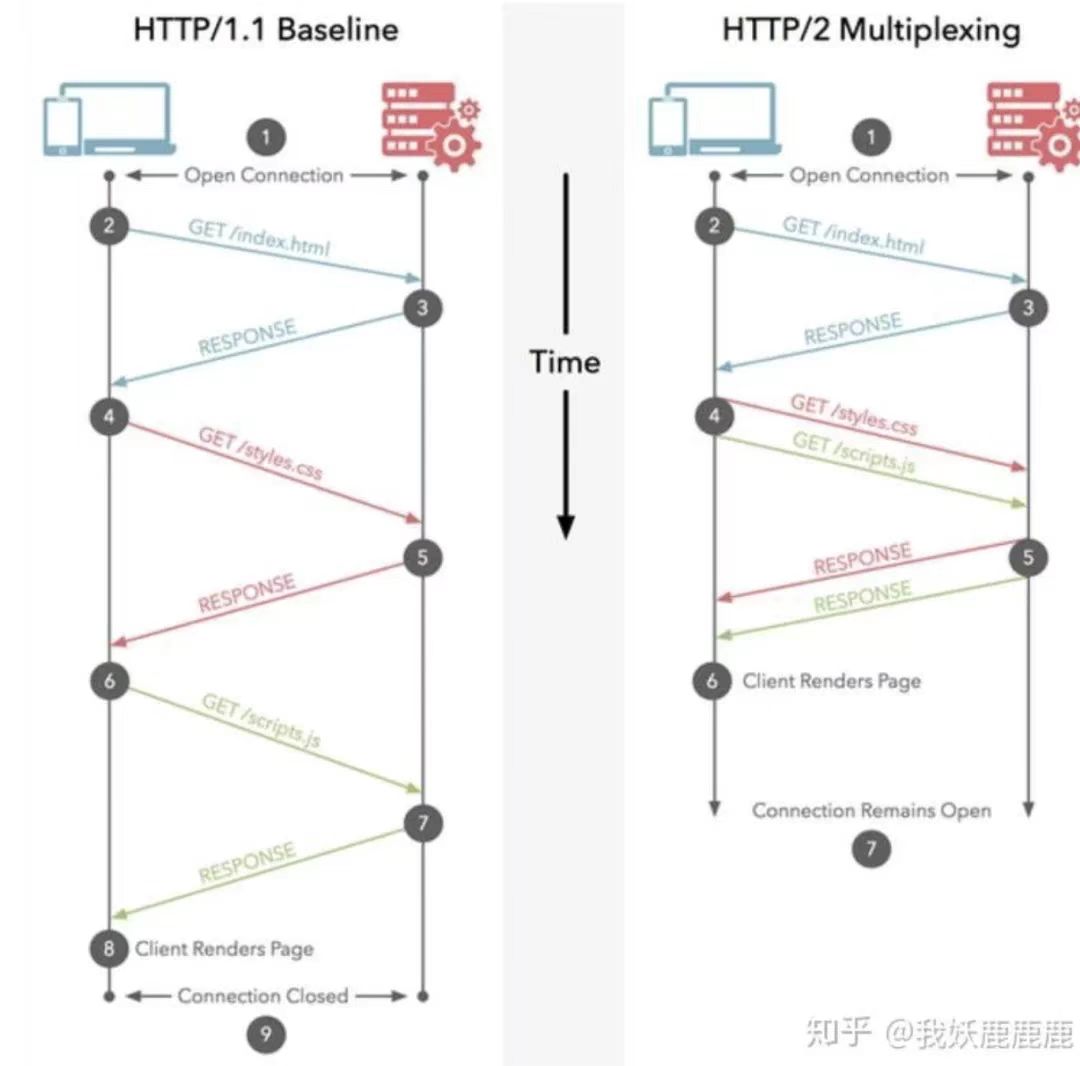 HTTP/1.1 Baseline
1
Open Connection
2
GET /index.html
3
RESPONSE
4
GET /styles.css
5
RESPONSE
6
GET /scripts.js
7
RESPONSE
8 Client Renders Page
Connection Closed
9
Time
HTTP/2 Multiplexing
1
Open Connection
2
GET /index.html
3
RESPONSE
4
GET /styles.css
GET /scripts.js
5
RESPONSE
RESPONSE
6 Client Renders Page
Connection Remains Open
7
知乎 @我妖鹿鹿鹿